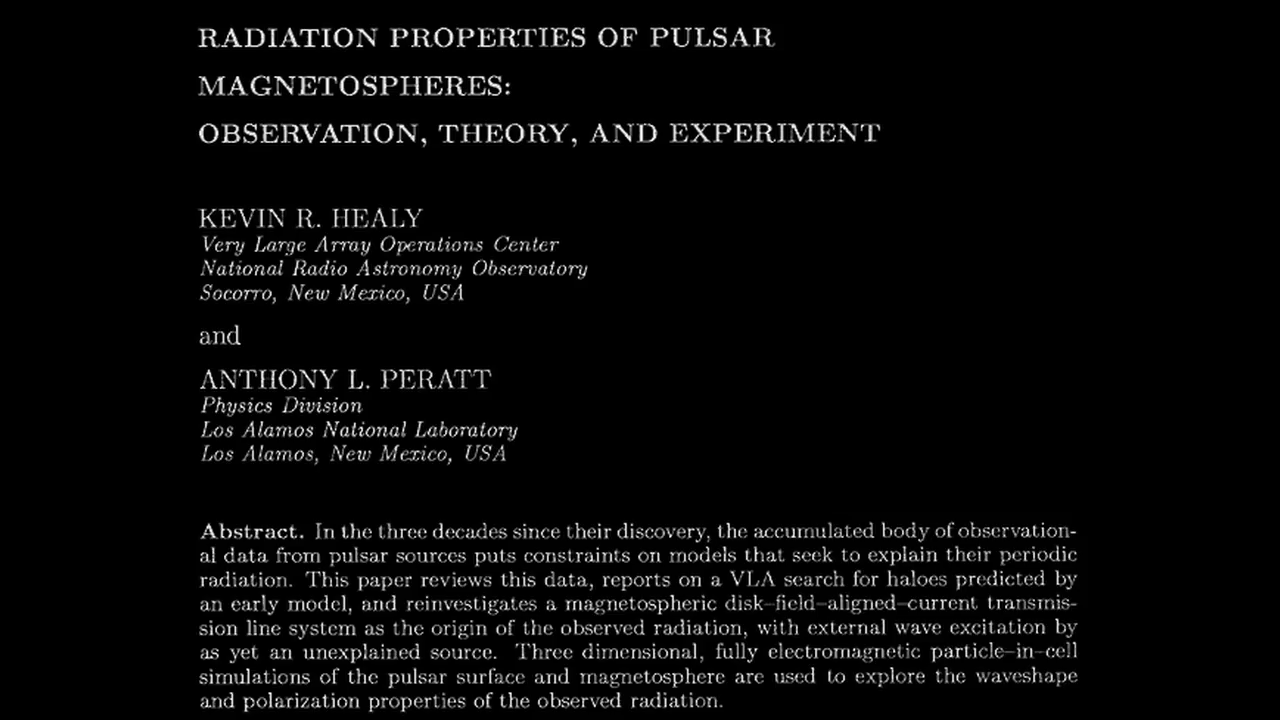 RADIATION PROPERTIES OF PULSAR
MAGNETOSPHERES:
OBSERVATION, THEORY, AND EXPERIMENT
KEVIN R. HEALY
Very Large Array Operations Center
National Radio Astronomy Observatory
Socorro, New Mexico, USA
and
ANTHONY L. PERATT
Physics Division
Los Alamos National Laboratory
Los Alamos, New Mexico, USA
Abstract. In the three decades since their discovery, the accumulated body of observation-
al data from pulsar sources puts constraints on models that seek to explain their periodic
radiation. This paper reviews this data, reports on a VLA search for haloes predicted by
an early model, and reinvestigates a magnetospheric disk–field–aligned–current transmis-
sion line system as the origin of the observed radiation, with external wave excitation by
as yet an unexplained source. Three dimensional, fully electromagnetic particle–in–cell
simulations of the pulsar surface and magnetosphere are used to explore the waveshape
and polarization properties of the observed radiation.